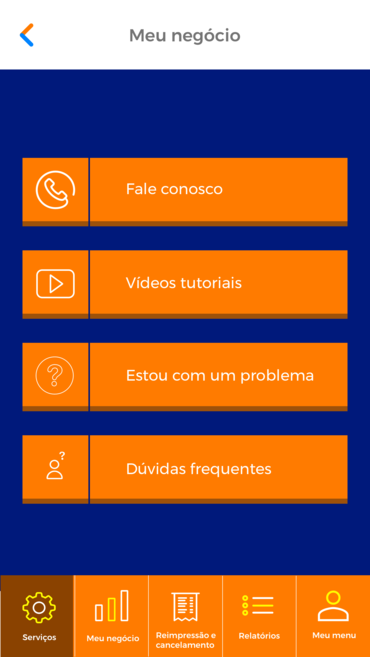 Meu negócio
Fale conosco
Vídeos tutoriais
Estou com um problema
Dúvidas frequentes
Serviços
Meu negócio
Reimpressão e
cancelamento
Relatórios
Meu menu